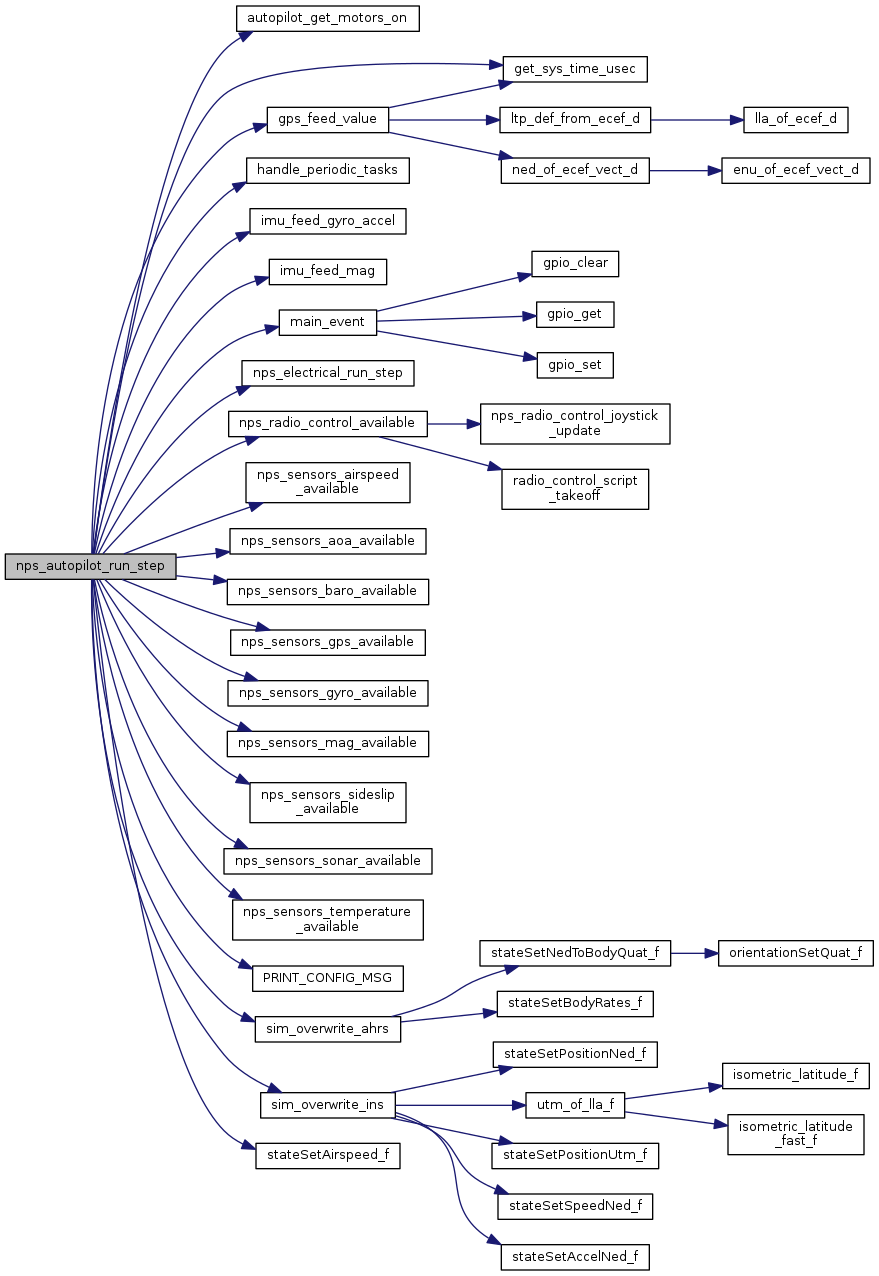 autopilot_get_motors_on
get_sys_time_usec
gps_feed_value
ltp_def_from_ecef_d
lla_of_ecef_d
handle_periodic_tasks
ned_of_ecef_vect_d
enu_of_ecef_vect_d
imu_feed_gyro_accel
imu_feed_mag
gpio_clear
main_event
gpio_get
gpio_set
nps_electrical_run_step
nps_radio_control_available
nps_radio_control_joystick
_update
nps_sensors_airspeed
_available
radio_control_script
_takeoff
nps_sensors_aoa_available
nps_autopilot_run_step
nps_sensors_baro_available
nps_sensors_gps_available
nps_sensors_gyro_available
nps_sensors_mag_available
nps_sensors_sideslip
_available
nps_sensors_sonar_available
nps_sensors_temperature
_available
stateSetNedToBodyQuat_f
orientationSetQuat_f
PRINT_CONFIG_MSG
stateSetBodyRates_f
sim_overwrite_ahrs
stateSetPositionNed_f
isometric_latitude_f
sim_overwrite_ins
utm_of_lla_f
isometric_latitude
_fast_f
stateSetAirspeed_f
stateSetPositionUtm_f
stateSetSpeedNed_f
stateSetAccelNed_f